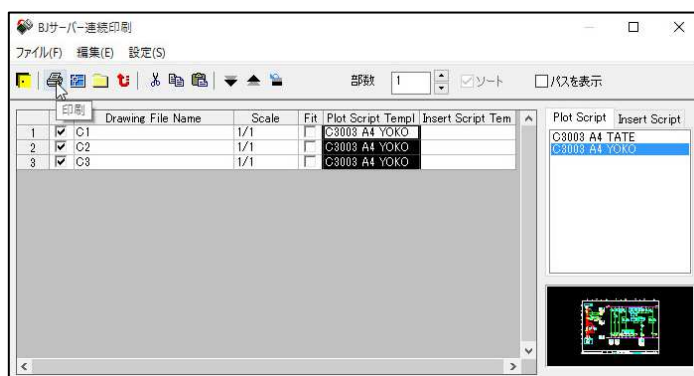 BJサーバー連続印刷
ファイル(F) 編集(E) 設定(S)
部数 1 ソート パスを表示
印刷
Drawing File Name Scale Fit Plot Script Templ Insert Script Tem
1 C1 1/1 C3003 A4 YOKO
2 C2 1/1 C3003 A4 YOKO
3 C3 1/1 C3003 A4 YOKO
Plot Script Insert Script
C3003 A4 TATE
C3003 A4 YOKO